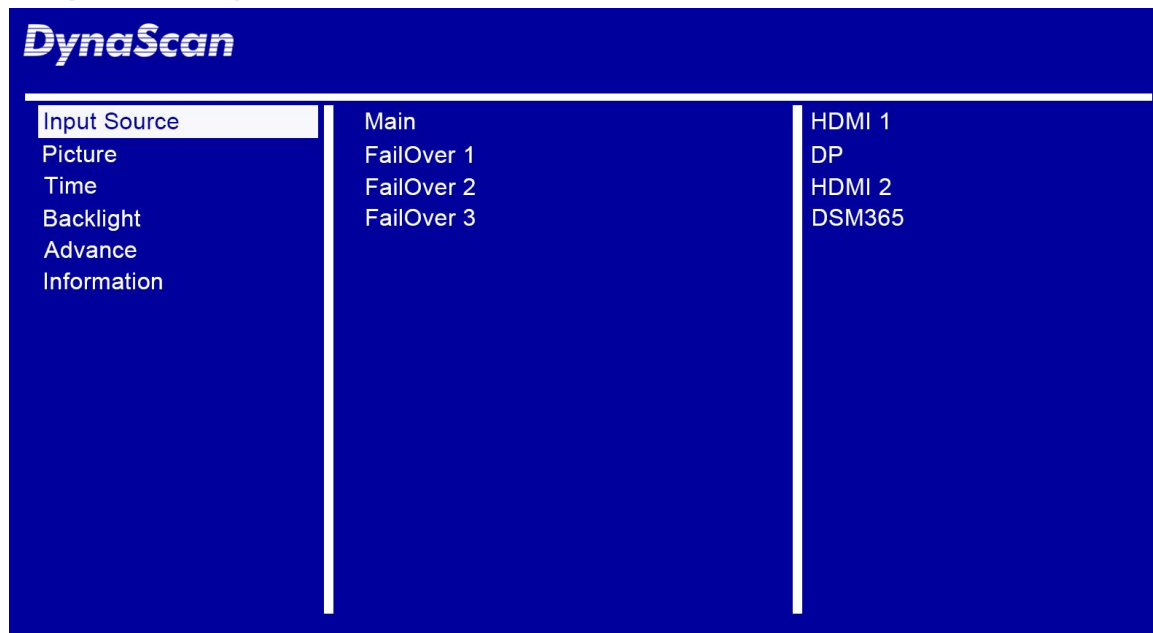 DynaScan
Input Source Main HDMI 1
Picture FailOver 1 DP
Time FailOver 2 HDMI 2
Backlight FailOver 3 DSM365
Advance
Information